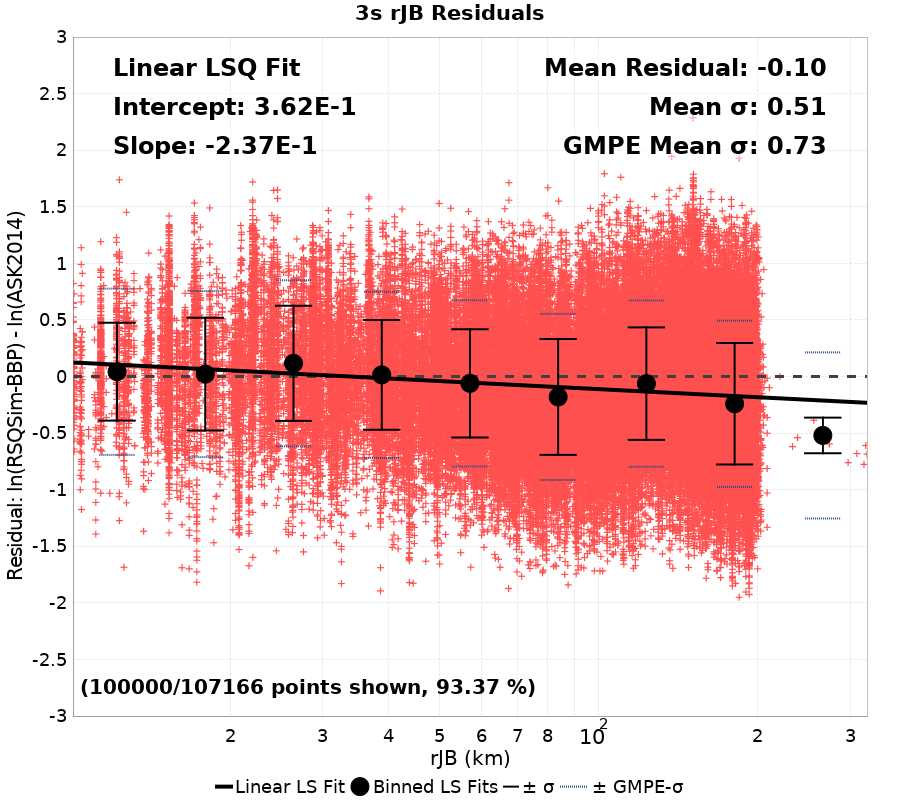 3s rJB Residuals
Linear LSQ Fit
Intercept: 3.62E-1
Slope: -2.37E-1
Mean Residual: -0.10
Mean σ: 0.51
GMPE Mean σ: 0.73
Residual: ln(RSQSim-BBP) - ln(ASK2014)
3
2.5
2
1.5
1
0.5
0
-0.5
-1
-1.5
-2
-2.5
-3
(100000/107166 points shown, 93.37 %)
2 3 4 5 6 7 8 10² 2 3
rJB (km)
Linear LS Fit Binned LS Fits ± σ ± GMPE-σ